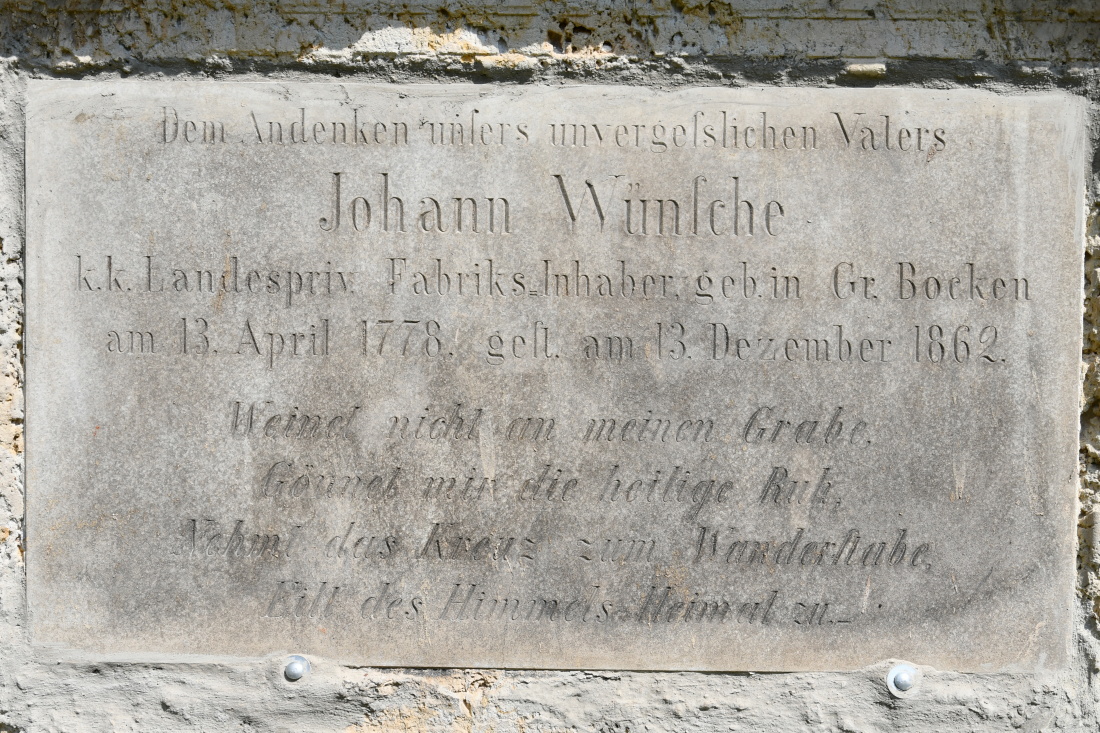 Dem Andenken unſers unvergeſslichen Vaters
Johann Wünſche
k.k. Landespriv. Fabriks=Inhaber, geb. in Gr. Bocken
am 13. April 1778. geſt. am 13. Dezember 1862.
Weinet nicht an meinen Grabe,
Gönnet mir die heilige Ruh,
Nehmt das Kreuz zum Wanderſtabe,
Eilt des Himmels=Heimat zu._